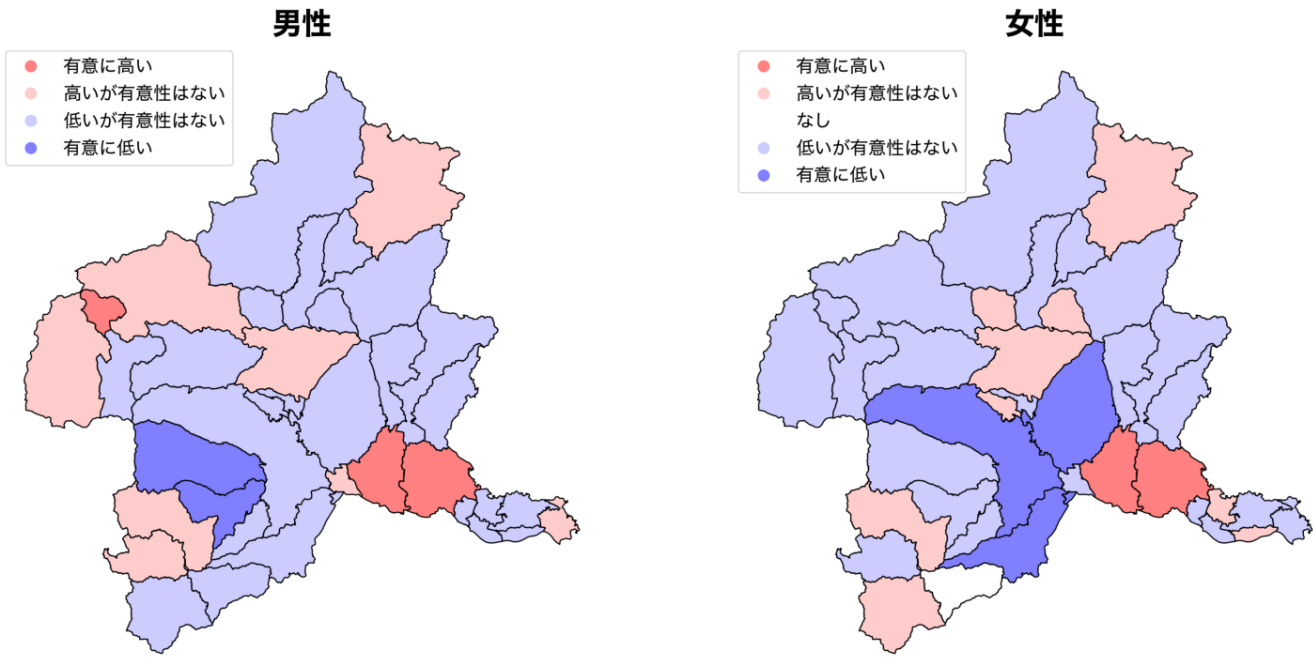 男性
有意に高い
高いが有意性はない
低いが有意性はない
有意に低い
女性
有意に高い
高いが有意性はない
なし
低いが有意性はない
有意に低い